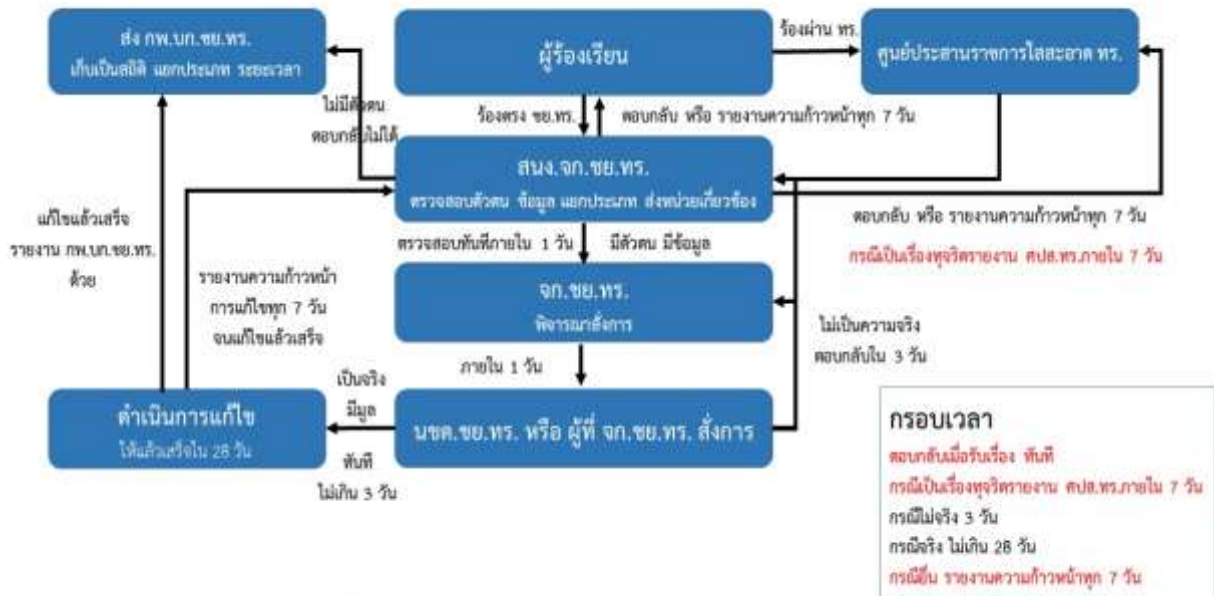 ส่ง กพ.บก.ชย.ทร.
เก็บเป็นสถิติ แยกประเภท ระยะเวลา
ผู้ร้องเรียน
ร้องผ่าน ทร.
ศูนย์ประสานราชการใสสะอาด ทร.
ไม่มีตัวตน
ตอบกลับไม่ได้
ร้องตรง ชย.ทร.
ตอบกลับ หรือ รายงานความก้าวหน้าทุก 7 วัน
สนง.จก.ชย.ทร.
ตรวจสอบตัวตน ข้อมูล แยกประเภท ส่งหน่วยเกี่ยวข้อง
แก้ไขแล้วเสร็จ
รายงาน กพ.บก.ชย.ทร.
ด้วย
รายงานความก้าวหน้า
การแก้ไขทุก 7 วัน
จนแก้ไขแล้วเสร็จ
ตรวจสอบทันทีภายใน 1 วัน
มีตัวตน มีข้อมูล
ตอบกลับ หรือ รายงานความก้าวหน้าทุก 7 วัน
กรณีเป็นเรื่องทุจริตรายงาน ศปส.ทร.ภายใน 7 วัน
จก.ชย.ทร.
พิจารณาสั่งการ
ไม่เป็นความจริง
ตอบกลับใน 3 วัน
ภายใน 1 วัน
ดำเนินการแก้ไข
ให้แล้วเสร็จใน 28 วัน
เป็นจริง
มีมูล
ทันที
ไม่เกิน 3 วัน
นขต.ชย.ทร. หรือ ผู้ที่ จก.ชย.ทร. สั่งการ
กรอบเวลา
ตอบกลับเมื่อรับเรื่อง ทันที
กรณีเป็นเรื่องทุจริตรายงาน ศปส.ทร.ภายใน 7 วัน
กรณีไม่จริง 3 วัน
กรณีจริง ไม่เกิน 28 วัน
กรณีอื่น รายงานความก้าวหน้าทุก 7 วัน